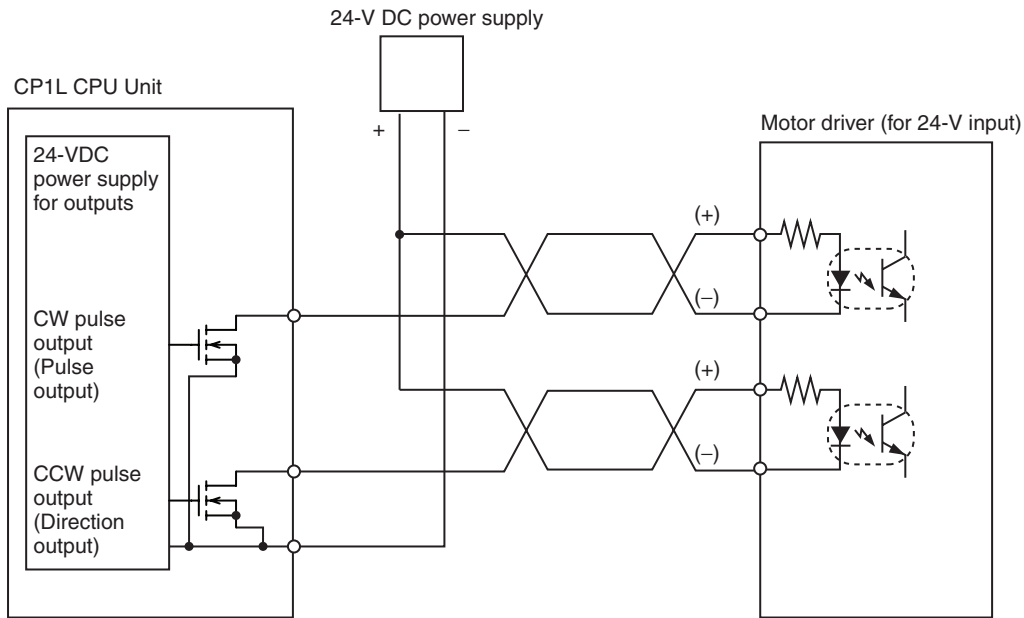 24-V DC power supply
CP1L CPU Unit
+
–
Motor driver (for 24-V input)
24-VDC
power supply
for outputs
(+)
(–)
CW pulse
output
(Pulse
output)
(+)
(–)
CCW pulse
output
(Direction
output)